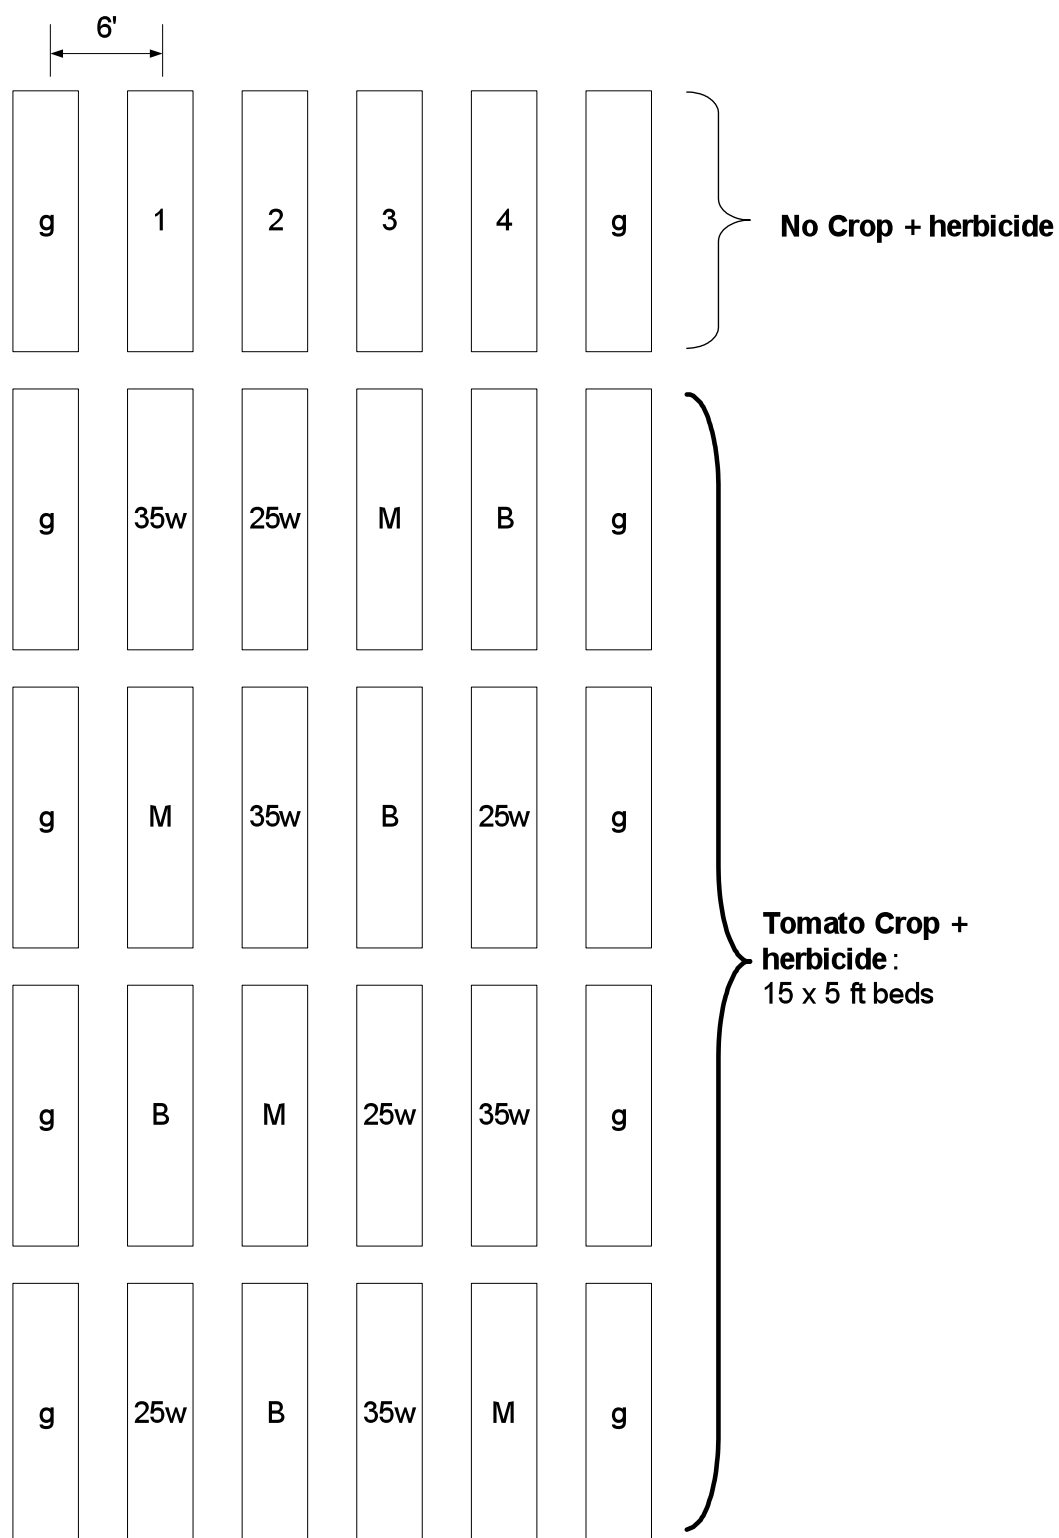 6'
g 1 2 3 4 g
No Crop + herbicide
g 35w 25w M B g
g M 35w B 25w g
Tomato Crop +
herbicide :
15 x 5 ft beds
g B M 25w 35w g
g 25w B 35w M g